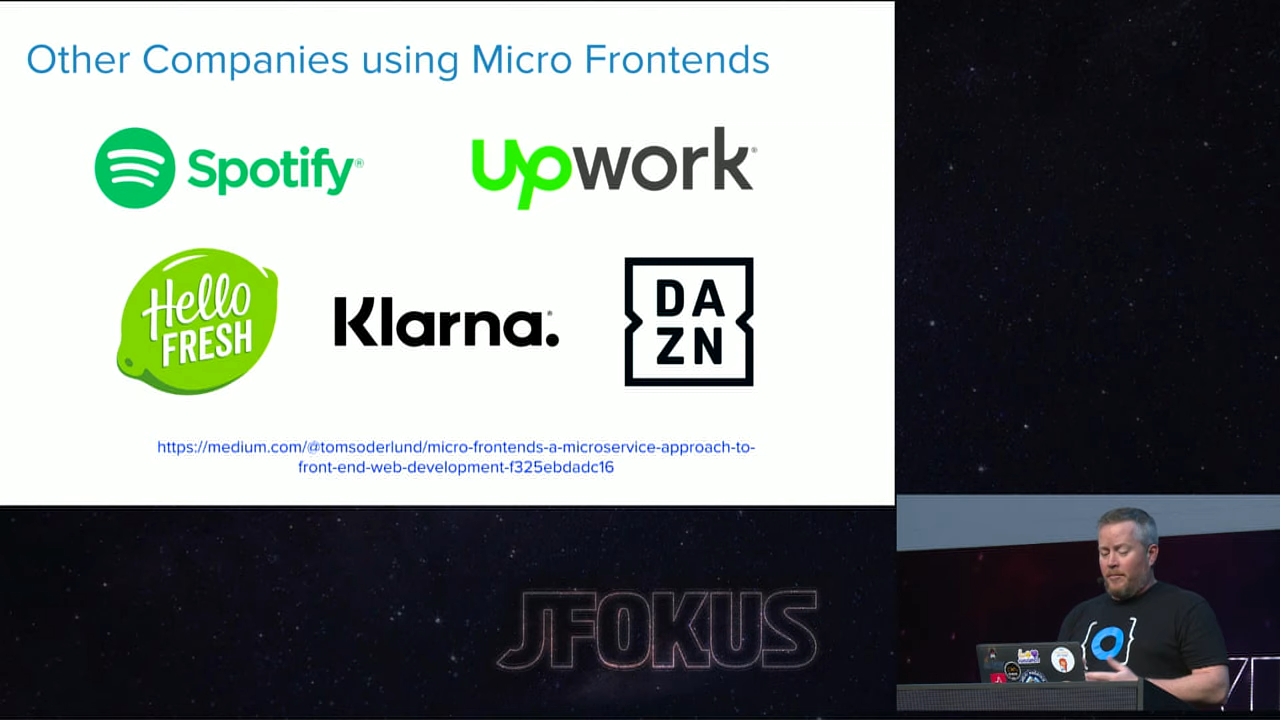 Other Companies using Micro Frontends
Spotify®
upwork®
Hello
FRESH
Klarna.®
DA
ZN
https://medium.com/@tomsoderlund/micro-frontends-a-microservice-approach-to-
front-end-web-development-f325ebdadc16
JFOKUS